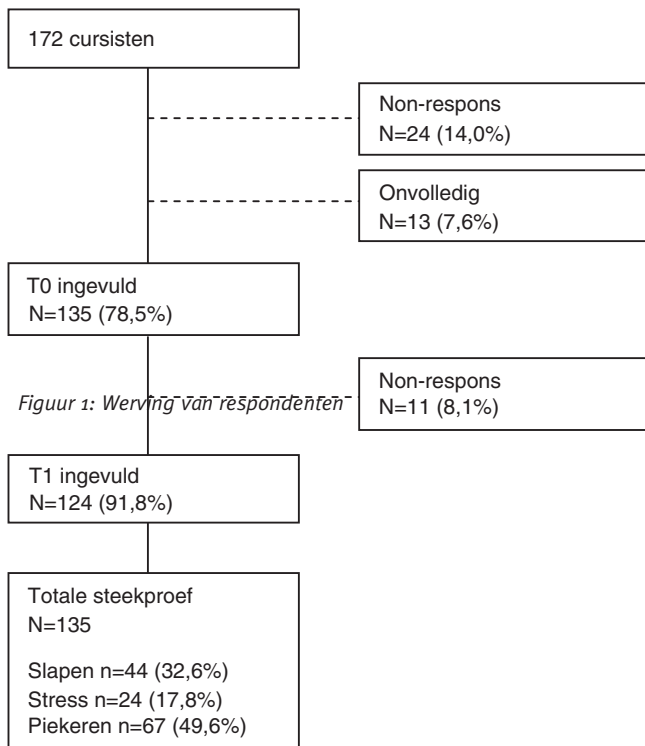 172 cursisten
Non-respons
N=24 (14,0%)
Onvolledig
N=13 (7,6%)
T0 ingevuld
N=135 (78,5%)
Non-respons
N=11 (8,1%)
Figuur 1: Werving van respondenten
T1 ingevuld
N=124 (91,8%)
Totale steekproef
N=135
Slapen n=44 (32,6%)
Stress n=24 (17,8%)
Piekeren n=67 (49,6%)